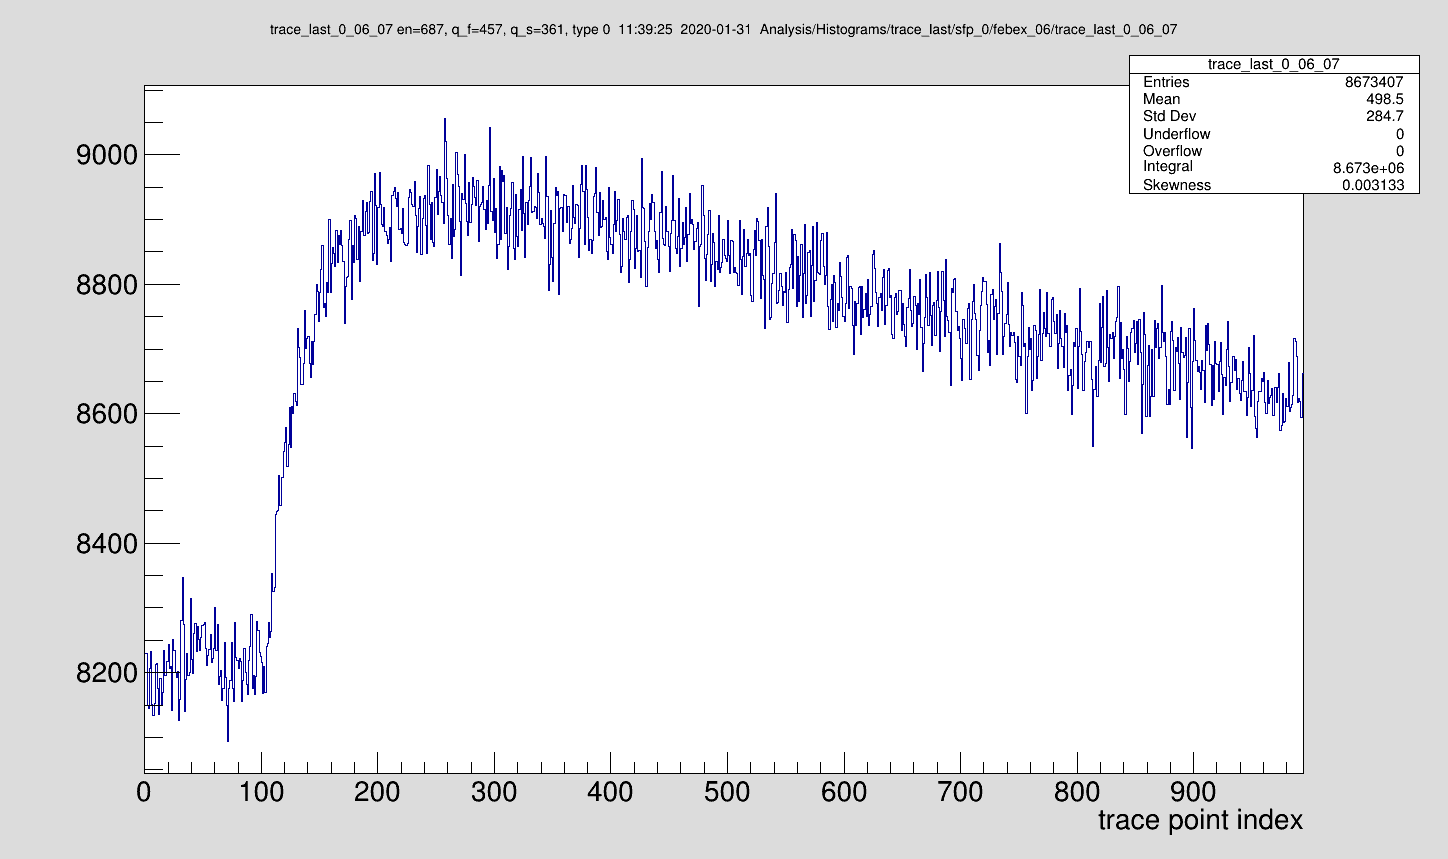 trace_last_0_06_07 en=687, q_f=457, q_s=361, type 0  11:39:25  2020-01-31  Analysis/Histograms/trace_last/sfp_0/febex_06/trace_last_0_06_07
trace_last_0_06_07
Entries 8673407
Mean 498.5
Std Dev 284.7
Underflow 0
Overflow 0
Integral 8.673e+06
Skewness 0.003133
9000
8800
8600
8400
8200
0 100 200 300 400 500 600 700 800 900
trace point index